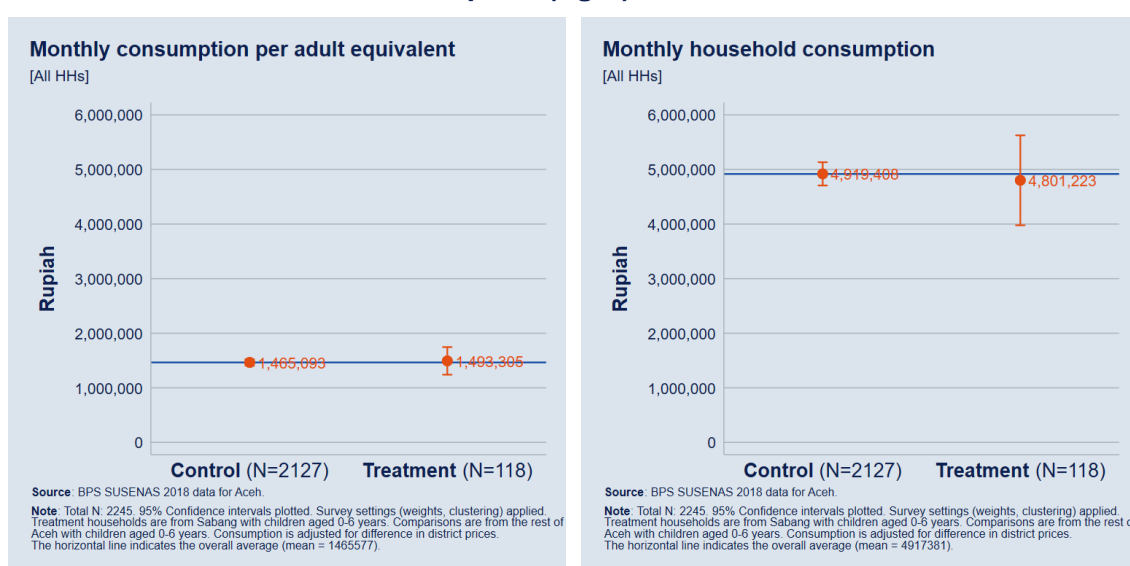 Monthly consumption per adult equivalent
[All HHs]
6,000,000
5,000,000
4,000,000
3,000,000
2,000,000
1,000,000
0
Rupiah
1,465,093
1,493,305
Control (N=2127)
Treatment (N=118)
Source: BPS SUSENAS 2018 data for Aceh.
Note: Total N: 2245. 95% Confidence intervals plotted. Survey settings (weights, clustering) applied.
Treatment households are from Sabang with children aged 0-6 years. Comparisons are from the rest of
Aceh with children aged 0-6 years. Consumption is adjusted for difference in district prices.
The horizontal line indicates the overall average (mean = 1465577).
Monthly household consumption
[All HHs]
6,000,000
5,000,000
4,000,000
3,000,000
2,000,000
1,000,000
0
Rupiah
4,919,408
4,801,223
Control (N=2127)
Treatment (N=118)
Source: BPS SUSENAS 2018 data for Aceh.
Note: Total N: 2245. 95% Confidence intervals plotted. Survey settings (weights, clustering) applied.
Treatment households are from Sabang with children aged 0-6 years. Comparisons are from the rest
Aceh with children aged 0-6 years. Consumption is adjusted for difference in district prices.
The horizontal line indicates the overall average (mean = 4917381).